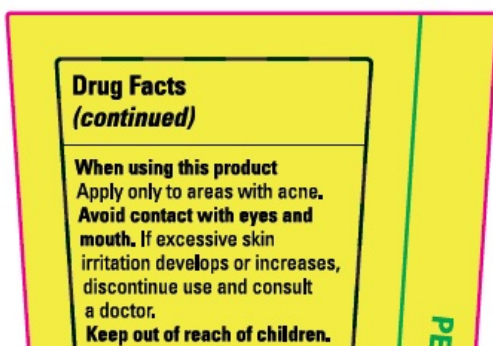 Drug Facts
(continued)
When using this product
Apply only to areas with acne.
Avoid contact with eyes and
mouth. If excessive skin
irritation develops or increases,
discontinue use and consult
a doctor.
Keep out of reach of children.
PE